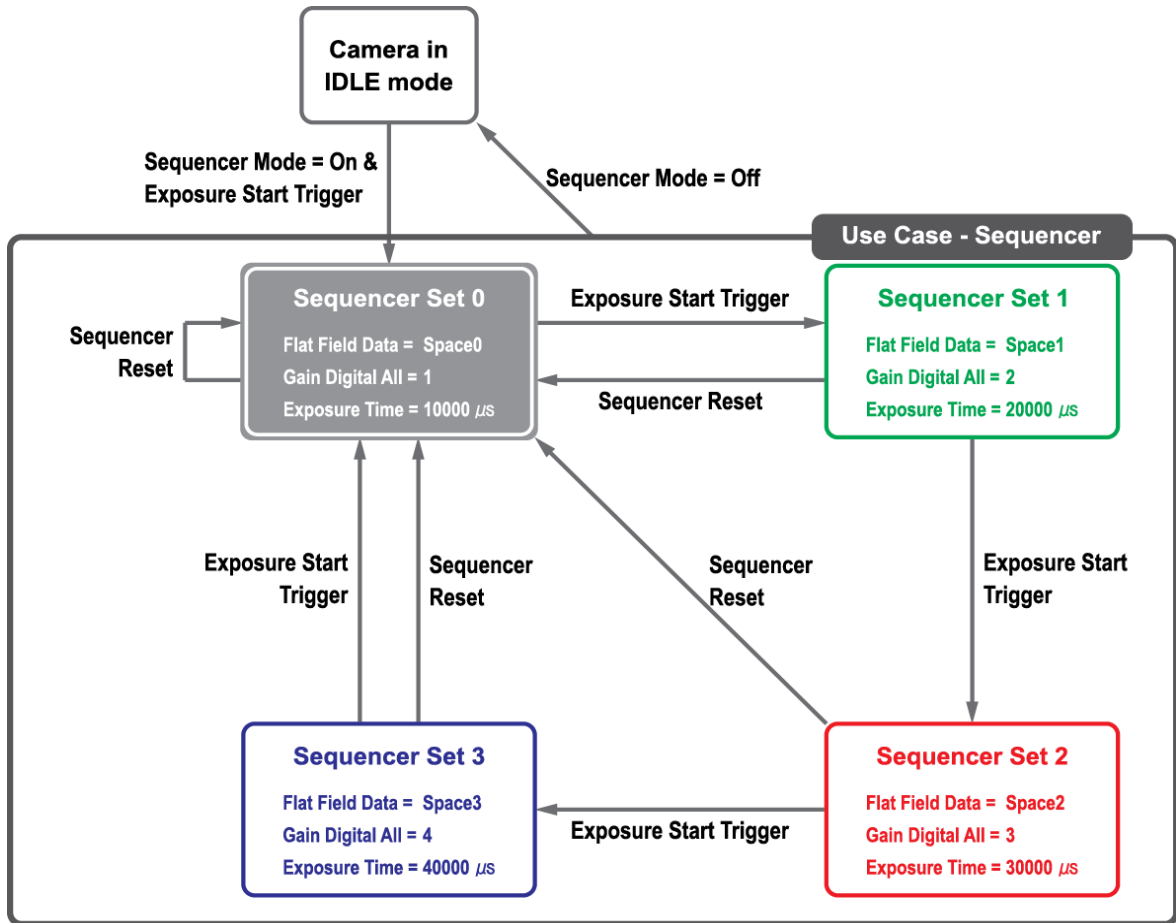 Camera in
IDLE mode
Sequencer Mode = On &
Exposure Start Trigger
Sequencer Mode = Off
Use Case - Sequencer
Sequencer Set 0
Flat Field Data = Space0
Gain Digital All = 1
Exposure Time = 10000 μs
Sequencer
Reset
Exposure Start Trigger
Sequencer Reset
Sequencer Set 1
Flat Field Data = Space1
Gain Digital All = 2
Exposure Time = 20000 μs
Exposure Start
Trigger
Sequencer
Reset
Sequencer
Reset
Exposure Start
Trigger
Sequencer Set 3
Flat Field Data = Space3
Gain Digital All = 4
Exposure Time = 40000 μs
Exposure Start Trigger
Sequencer Set 2
Flat Field Data = Space2
Gain Digital All = 3
Exposure Time = 30000 μs